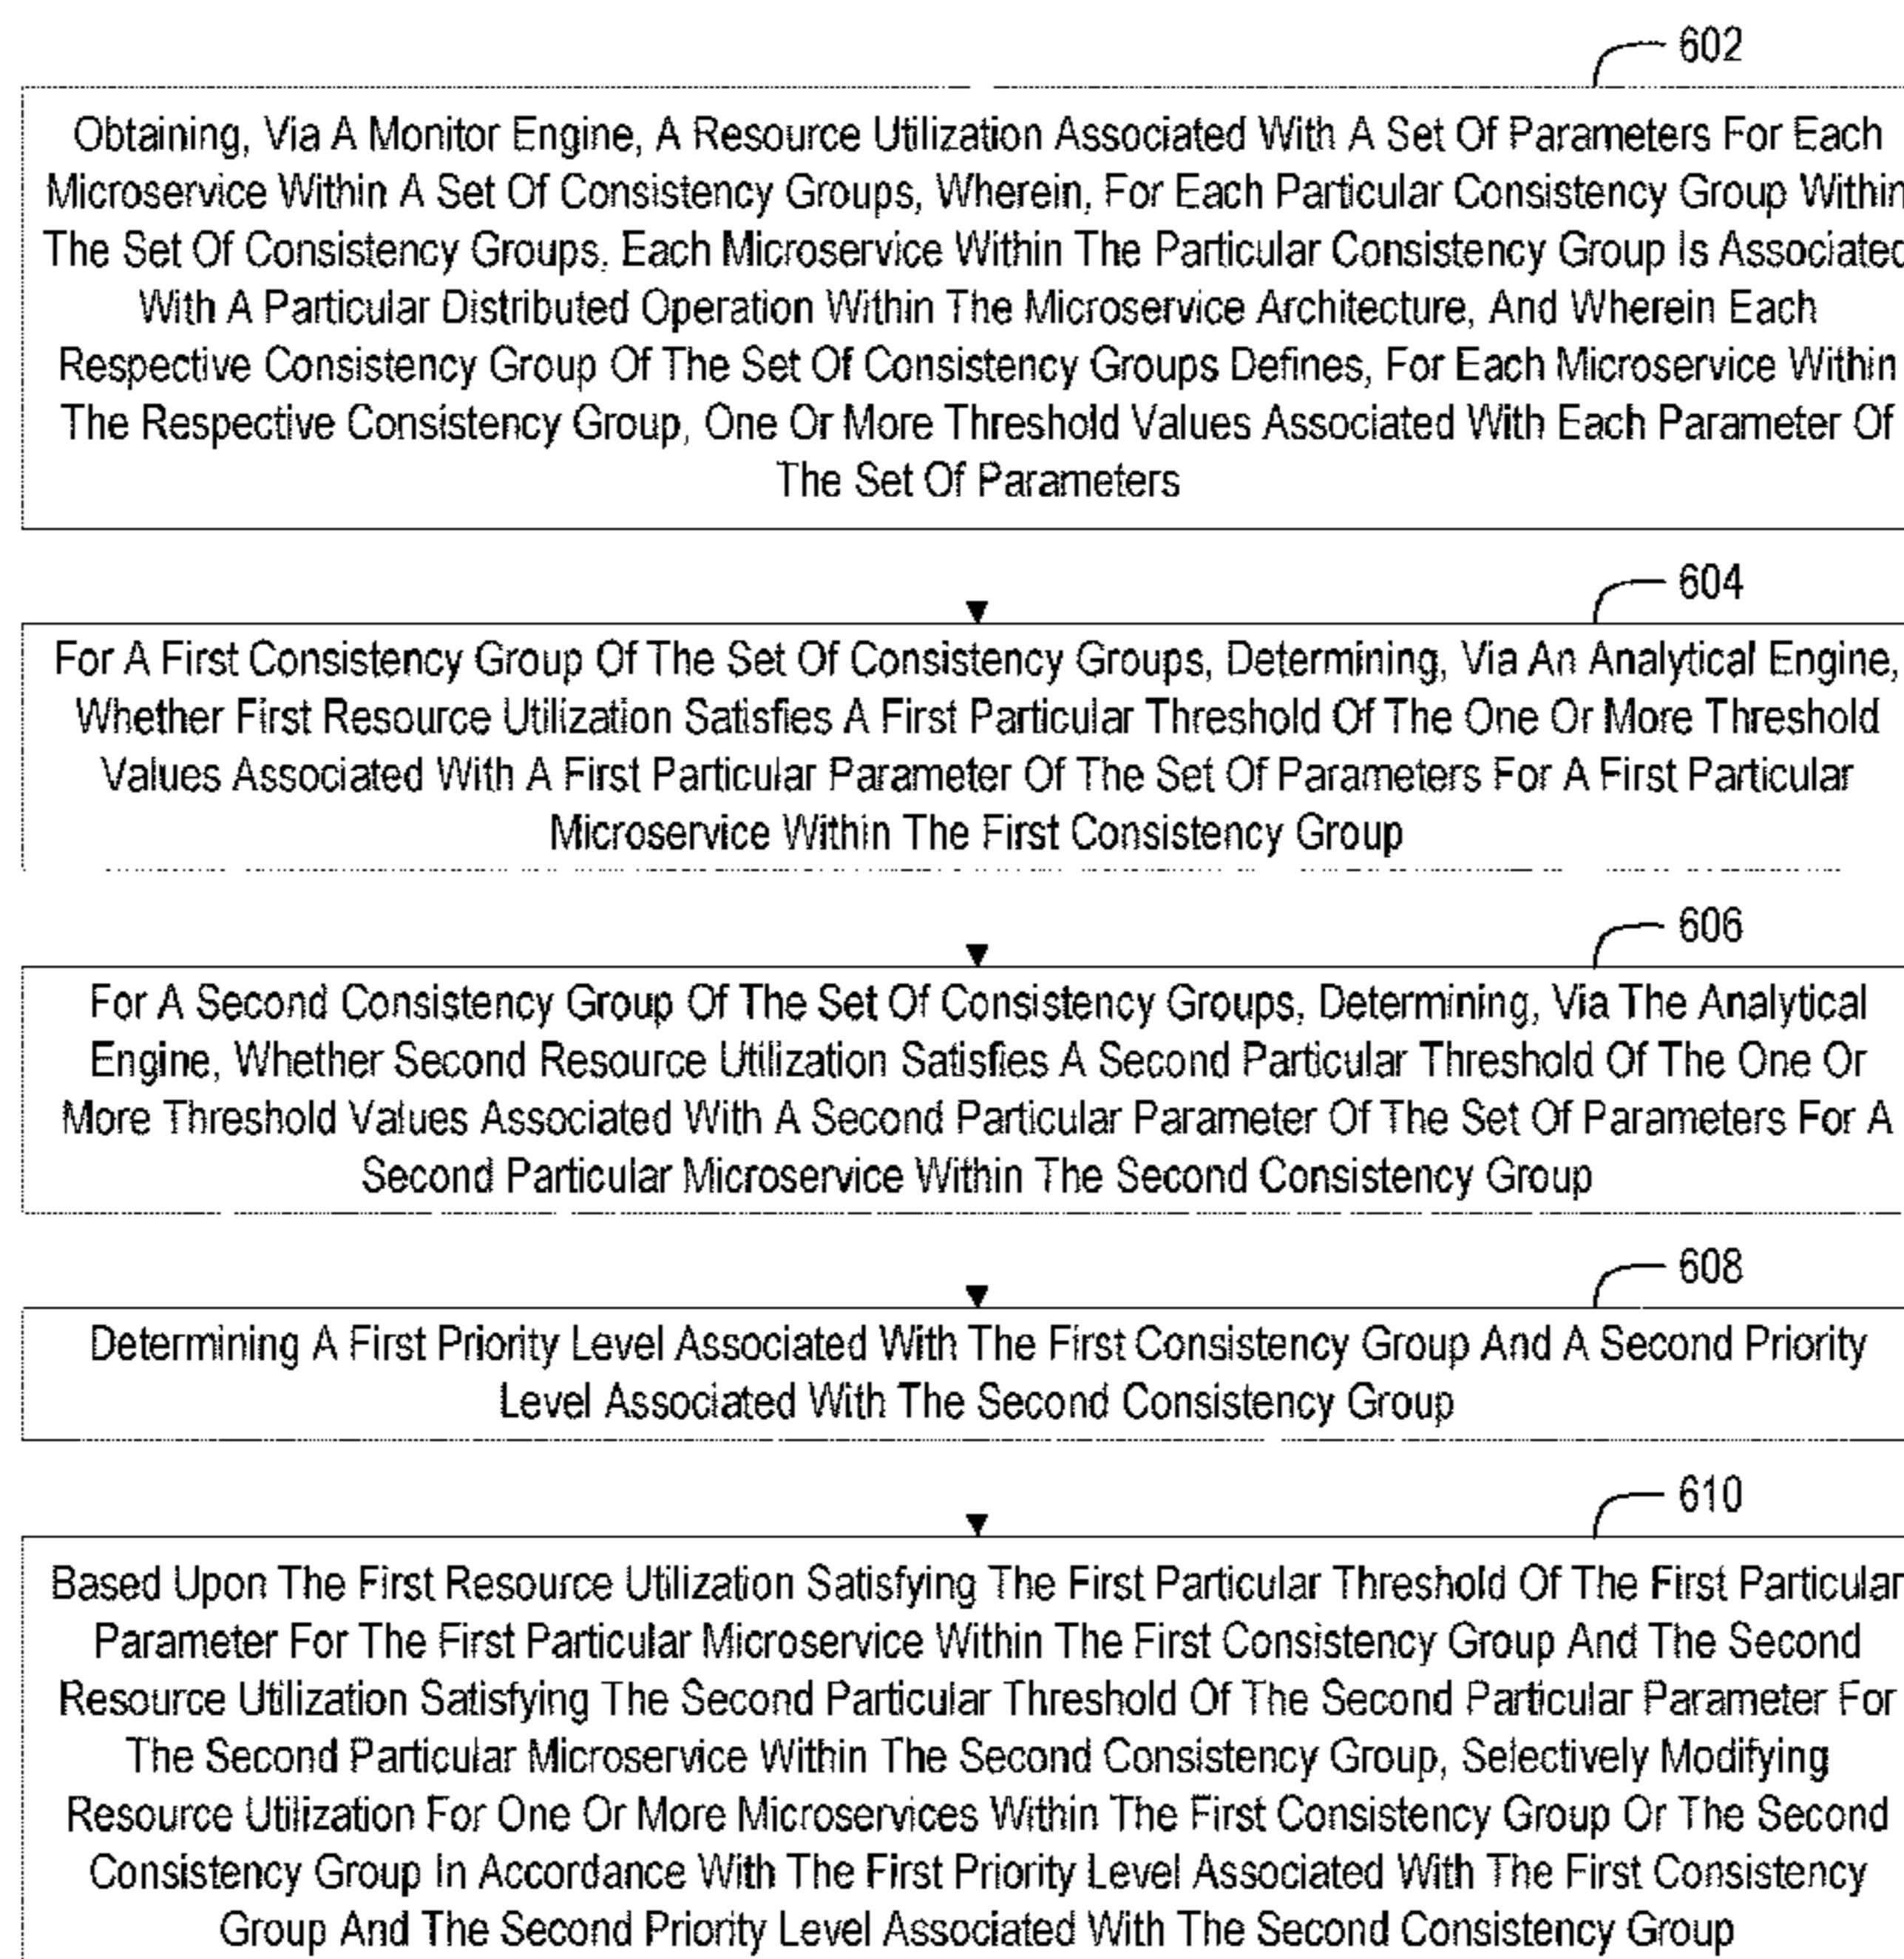 602
Obtaining, Via A Monitor Engine, A Resource Utilization Associated With A Set Of Parameters For Each
Microservice Within A Set Of Consistency Groups, Wherein, For Each Particular Consistency Group Within
The Set Of Consistency Groups. Each Microservice Within The Particular Consistency Group Is Associated
With A Particular Distributed Operation Within The Microservice Architecture, And Wherein Each
Respective Consistency Group Of The Set Of Consistency Groups Defines, For Each Microservice Within
The Respective Consistency Group, One Or More Threshold Values Associated With Each Parameter Of
The Set Of Parameters
604
For A First Consistency Group Of The Set Of Consistency Groups, Determining, Via An Analytical Engine,
Whether First Resource Utilization Satisfies A First Particular Threshold Of The One Or More Threshold
Values Associated With A First Particular Parameter Of The Set Of Parameters For A First Particular
Microservice Within The First Consistency Group
606
For A Second Consistency Group Of The Set Of Consistency Groups, Determining, Via The Analytical
Engine, Whether Second Resource Utilization Satisfies A Second Particular Threshold Of The One Or
More Threshold Values Associated With A Second Particular Parameter Of The Set Of Parameters For A
Second Particular Microservice Within The Second Consistency Group
608
Determining A First Priority Level Associated With The First Consistency Group And A Second Priority
Level Associated With The Second Consistency Group
610
Based Upon The First Resource Utilization Satisfying The First Particular Threshold Of The First Particular
Parameter For The First Particular Microservice Within The First Consistency Group And The Second
Resource Utilization Satisfying The Second Particular Threshold Of The Second Particular Parameter For
The Second Particular Microservice Within The Second Consistency Group, Selectively Modifying
Resource Utilization For One Or More Microservices Within The First Consistency Group Or The Second
Consistency Group In Accordance With The First Priority Level Associated With The First Consistency
Group And The Second Priority Level Associated With The Second Consistency Group